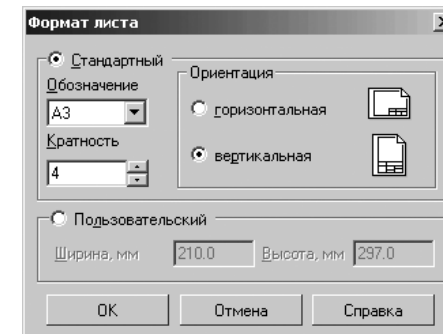 Формат листа
Стандартный
Обозначение
А3
Кратность
4
Ориентация
горизонтальная
вертикальная
Пользовательский
Ширина, мм 210.0 Высота, мм 297.0
OK Отмена Справка